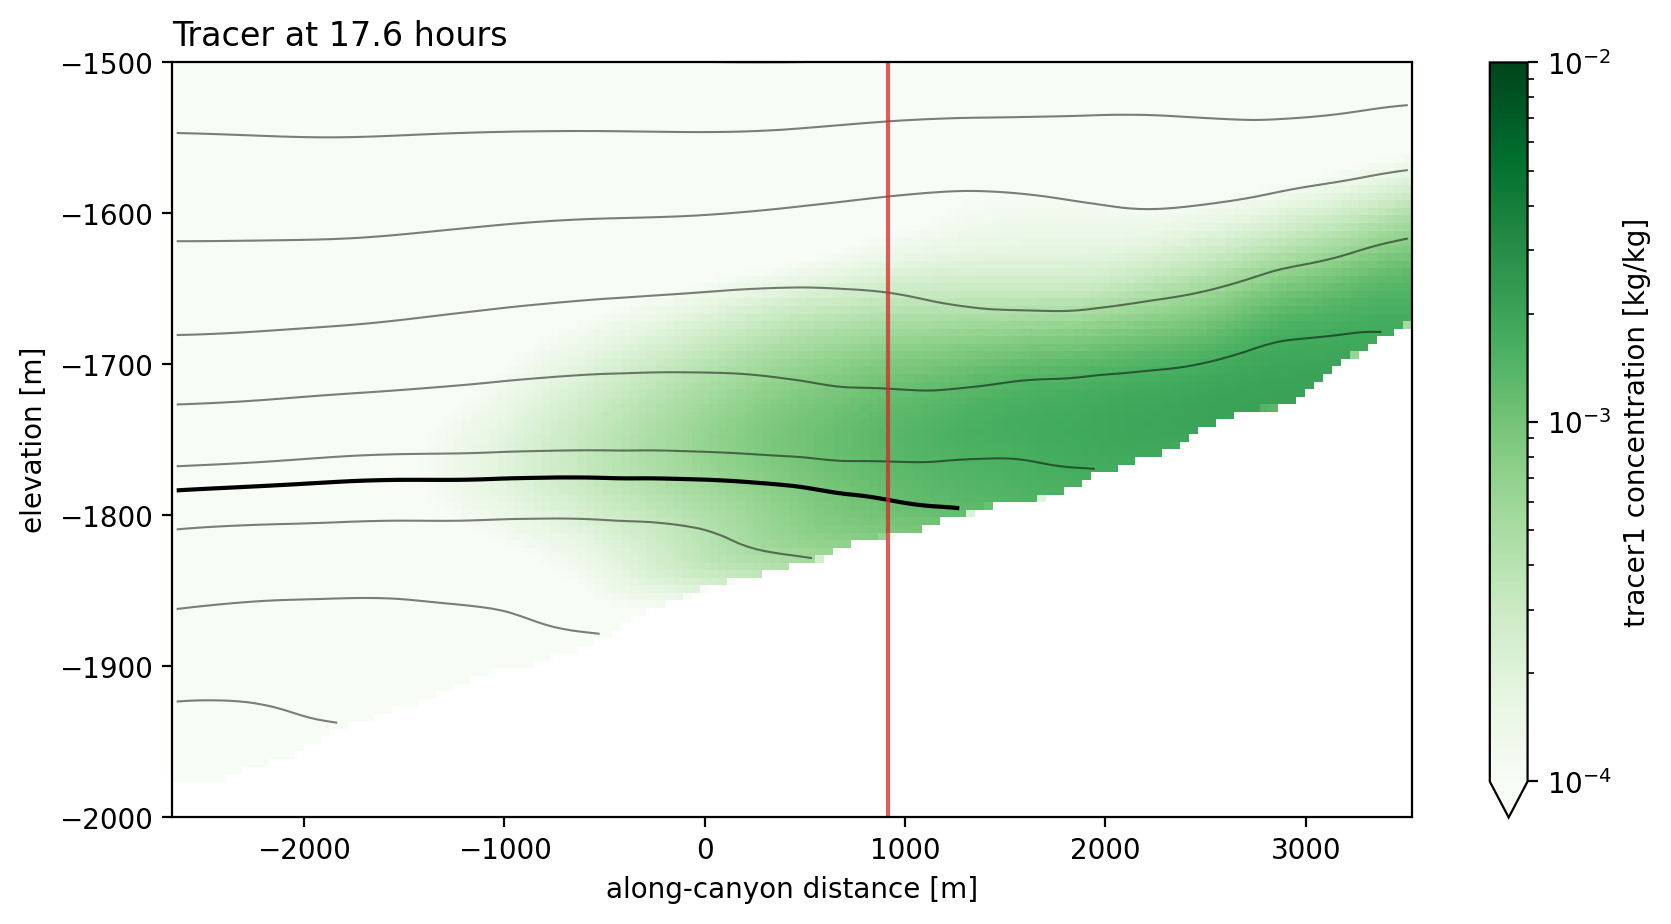 Tracer at 17.6 hours
−1500
−1600
−1700
−1800
−1900
−2000
elevation [m]
−2000 −1000 0 1000 2000 3000
along-canyon distance [m]
10⁻²
10⁻³
10⁻⁴
tracer1 concentration [kg/kg]